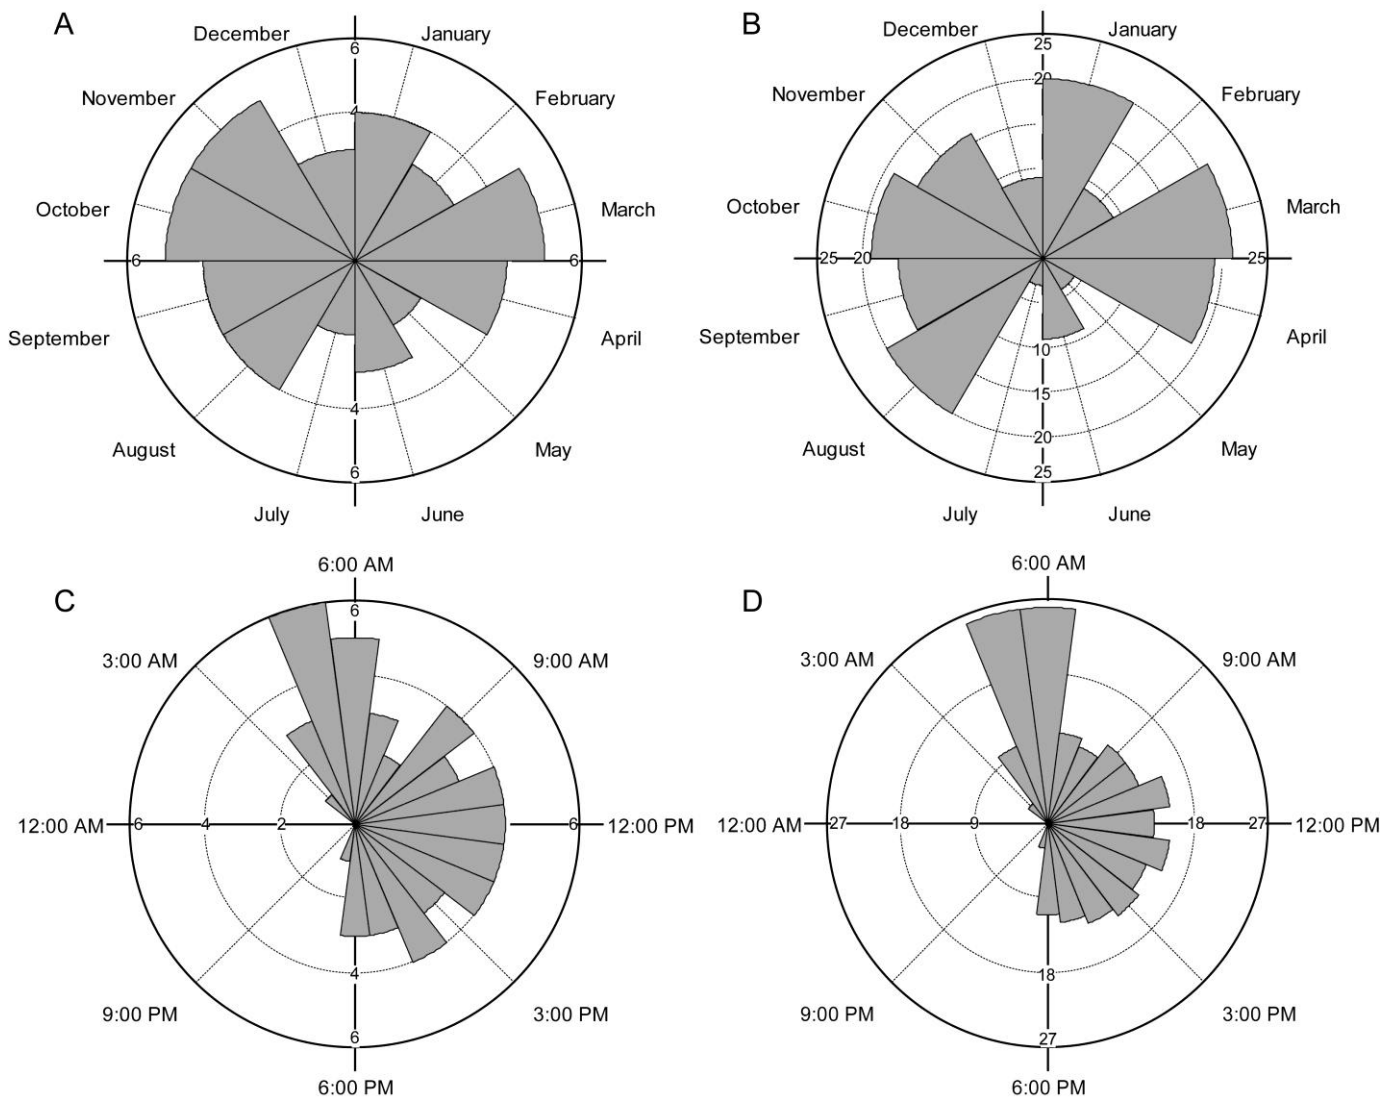 A
B
December
6
January
December
25
January
November
February
November
20
February
4
October
March
October
March
6
6
25
20
25
September
April
September
April
10
August
4
May
August
15
May
20
6
25
July
June
July
June
6:00 AM
6:00 AM
C
D
6
3:00 AM
9:00 AM
3:00 AM
9:00 AM
12:00 AM
6
4
2
6
12:00 PM
12:00 AM
27
18
9
18
27
12:00 PM
4
18
9:00 PM
3:00 PM
9:00 PM
3:00 PM
6
27
6:00 PM
6:00 PM